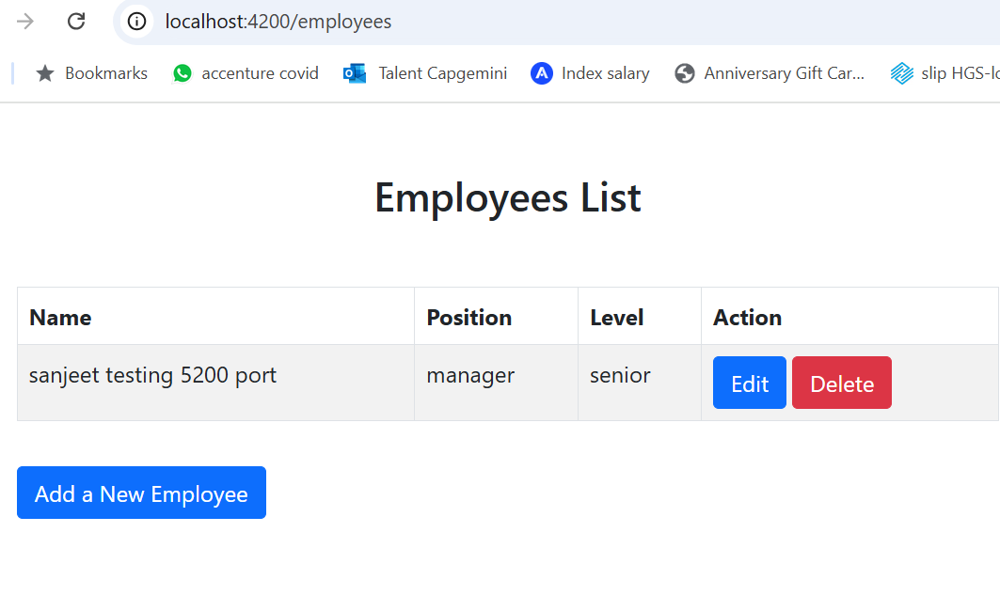 localhost:4200/employees
Bookmarks accenture covid Talent Capgemini Index salary Anniversary Gift Car... slip HGS-lo
Employees List
Name Position Level Action
sanjeet testing 5200 port manager senior Edit Delete
Add a New Employee